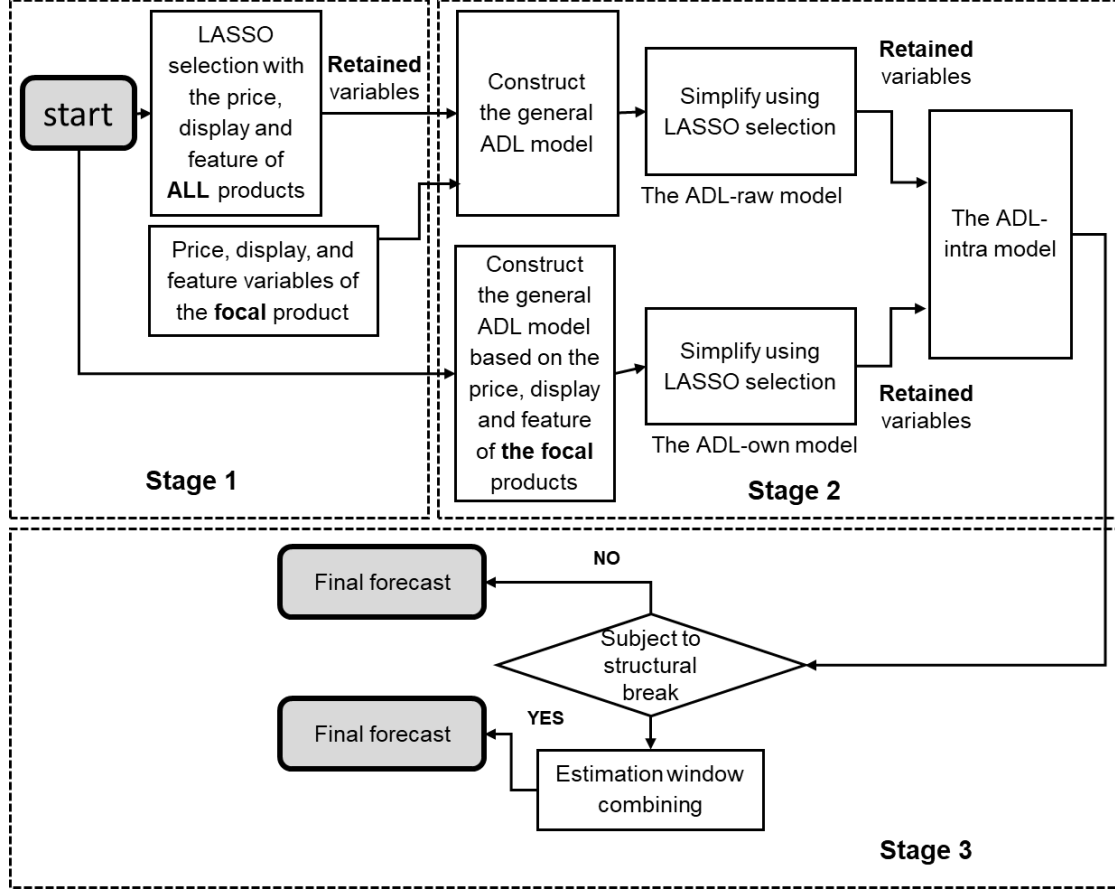 start
LASSO
selection with
the price,
display and
feature of
ALL products
Retained
variables
Price, display, and
feature variables of
the focal product
Stage 1
Construct
the general
ADL model
Simplify using
LASSO selection
The ADL-raw model
Retained
variables
Construct
the general
ADL model
based on the
price, display
and feature
of the focal
products
Simplify using
LASSO selection
The ADL-own model
Retained
variables
The ADL-
intra model
Stage 2
Final forecast
NO
Subject to
structural
break
Final forecast
YES
Estimation window
combining
Stage 3